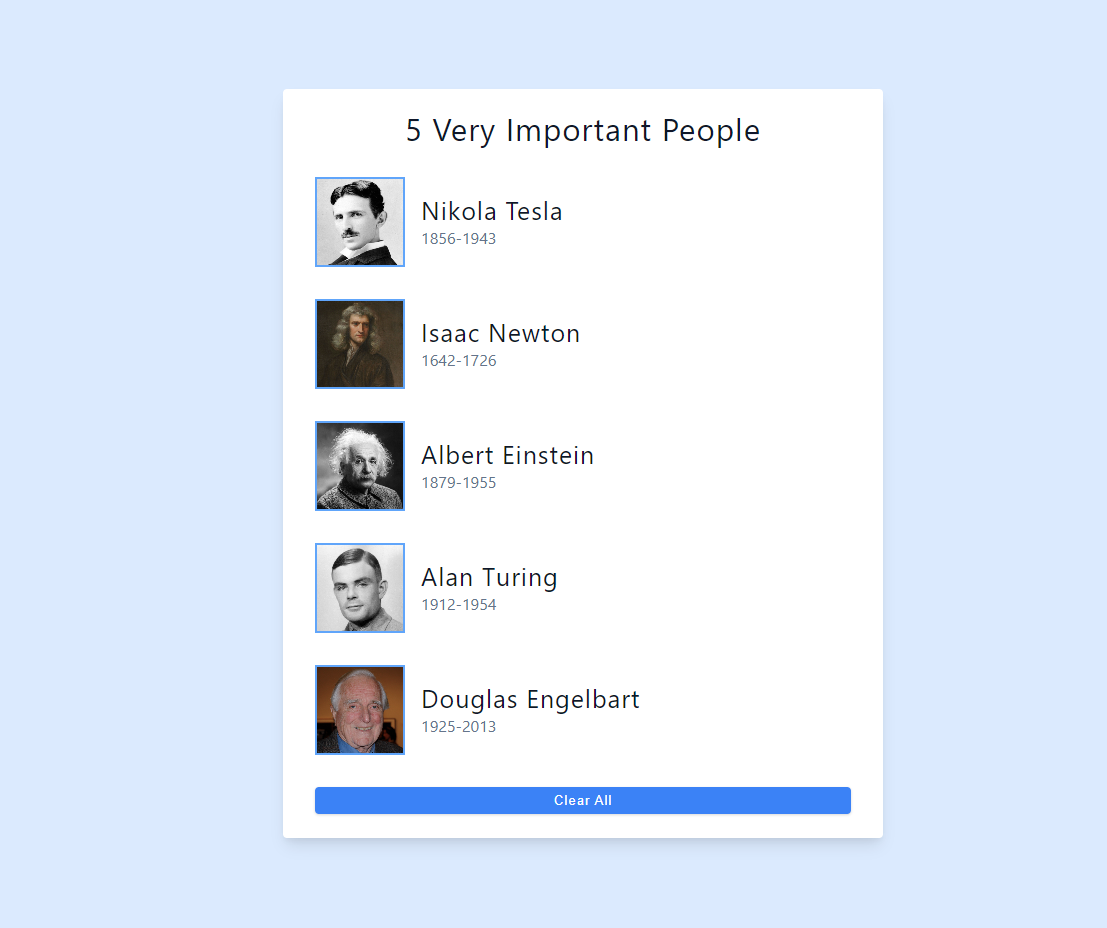 5 Very Important People
Nikola Tesla
1856-1943
Isaac Newton
1642-1726
Albert Einstein
1879-1955
Alan Turing
1912-1954
Douglas Engelbart
1925-2013
Clear All